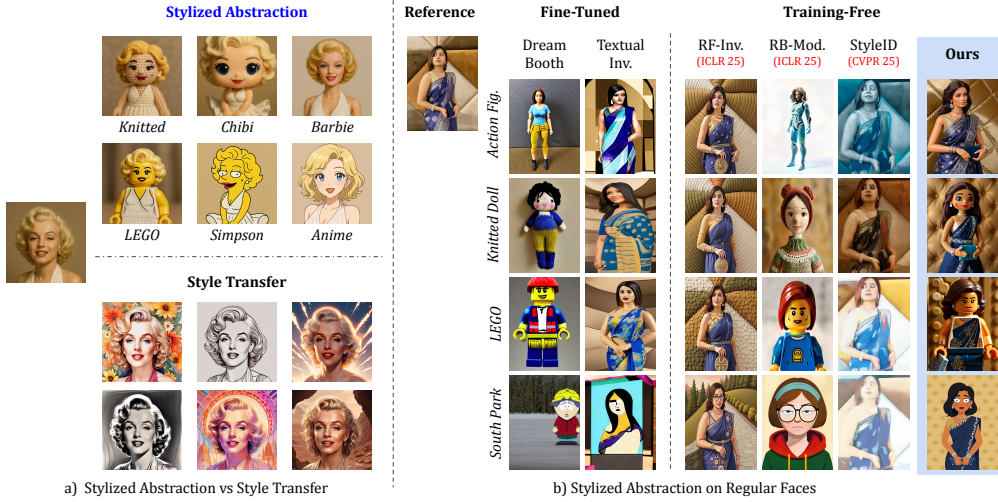 Stylized Abstraction
Knitted
Chibi
Barbie
LEGO
Simpson
Anime
Style Transfer
a) Stylized Abstraction vs Style Transfer
Reference
Fine-Tuned
Training-Free
Dream
Booth
Textual
Inv.
RF-Inv.
(ICLR 25)
RB-Mod.
(ICLR 25)
StyleID
(CVPR 25)
Ours
Action Fig.
Knitted Doll
LEGO
South Park
b) Stylized Abstraction on Regular Faces